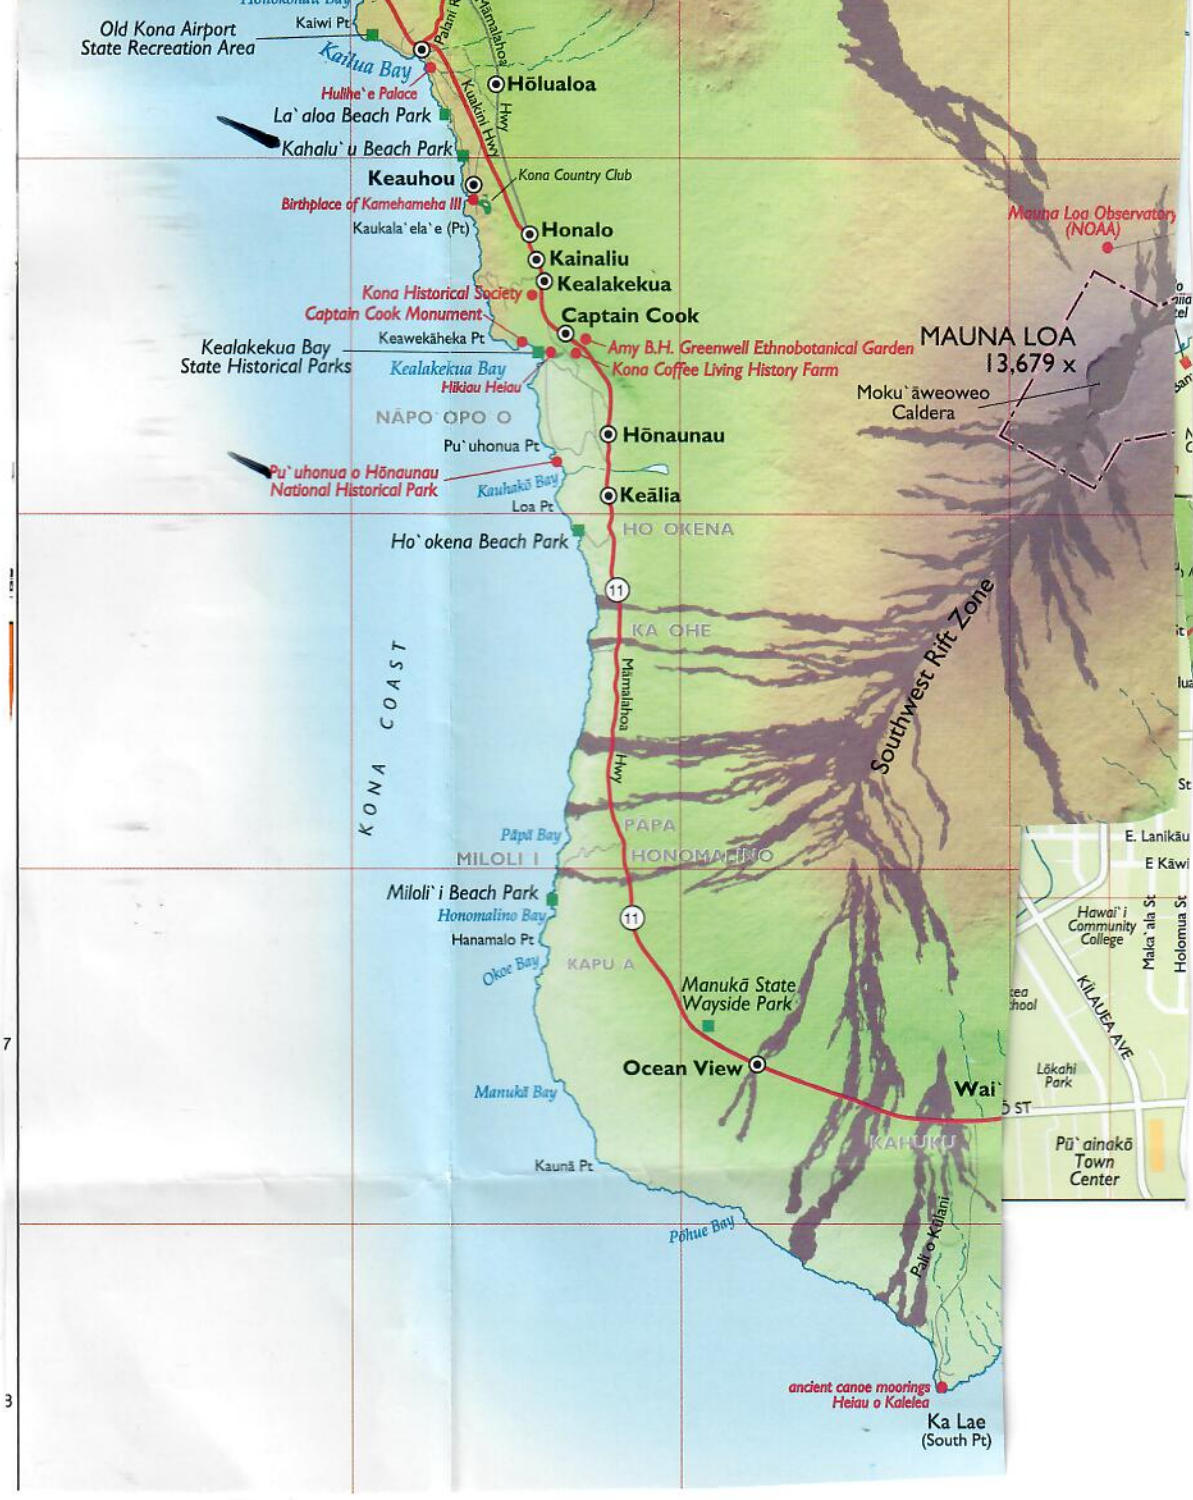 Kaiwi Pt
Old Kona Airport
State Recreation Area
Palani
Māmalahoa
Hwy
Kailua Bay
Hulihe`e Palace
Kuakini Hwy
Hōlualoa
La`aloa Beach Park
Kahalu`u Beach Park
Keauhou
Kona Country Club
Birthplace of Kamehameha III
Kaukala`ela`e (Pt)
Honalo
Kainaliu
Kealakekua
Mauna Loa Observatory
(NOAA)
Kona Historical Society
Captain Cook Monument
Captain Cook
Keawekāheka Pt
Kealakekua Bay
State Historical Parks
Kealakekua Bay
Hikiau Heiau
Amy B.H. Greenwell Ethnobotanical Garden
Kona Coffee Living History Farm
MAUNA LOA
13,679 x
Moku`āweoweo
Caldera
NĀPO`OPO`O
Pu`uhonua Pt
Hōnaunau
Pu`uhonua o Hōnaunau
National Historical Park
Kauhakō Bay
Loa Pt
Keālia
HO OKENA
Ho`okena Beach Park
11
KA OHE
Southwest Rift Zone
Māmalahoa
Hwy
KONA COAST
Pāpā Bay
PAPA
MILOLI I
HONOMALINO
E. Lanikāu
E Kāwi
Miloli`i Beach Park
Honomalino Bay
11
Hanamalo Pt
Okoe Bay
KAPU A
Hawai`i
Community
College
Maka`ala St
Holomua St
Manukā State
Wayside Park
KĪLAUEA AVE
7
Ocean View
Lōkahi
Park
Manukā Bay
Wai`
ST
KAHUKU
Pū`ainakō
Town
Center
Kaunā Pt
Pōhue Bay
Pali o Kūlani
ancient canoe moorings
Heiau o Kalelea
Ka Lae
(South Pt)